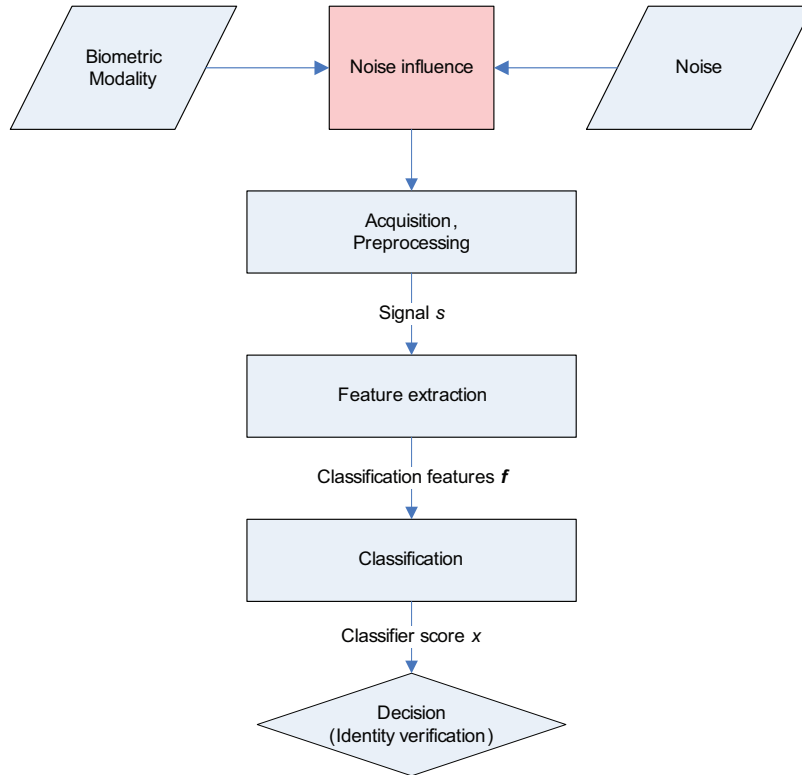 Biometric
Modality
Noise influence
Noise
Acquisition,
Preprocessing
Signal s
Feature extraction
Classification features f
Classification
Classifier score x
Decision
(Identity verification)